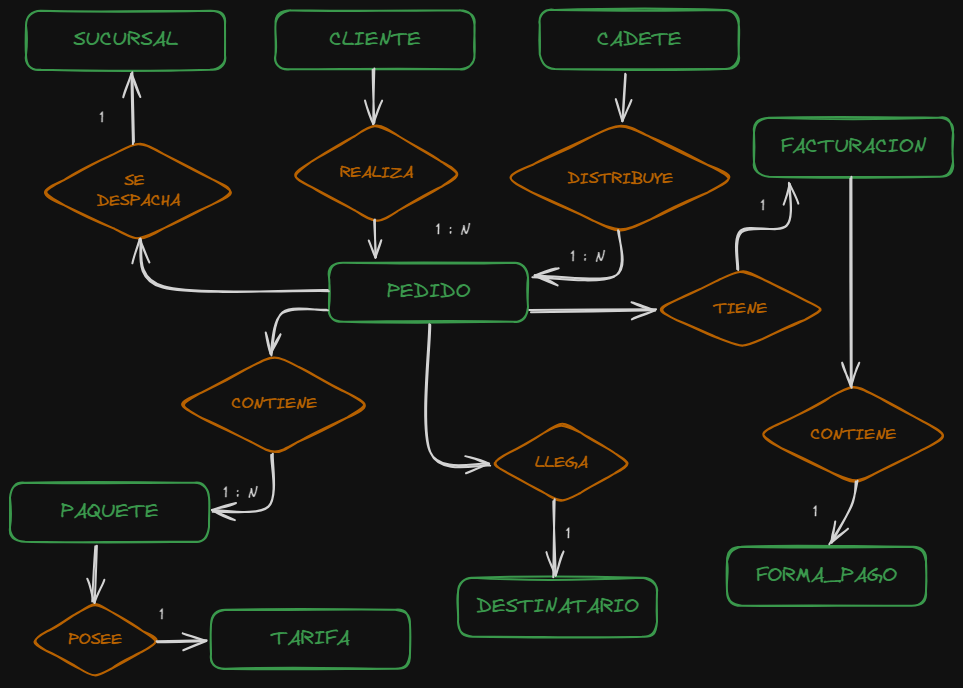 SUCURSAL
CLIENTE
CADETE
1
FACTURACION
SE
DESPACHA
REALIZA
DISTRIBUYE
1
1 : N
1 : N
PEDIDO
TIENE
CONTIENE
CONTIENE
LLEGA
1 : N
PAQUETE
1
1
FORMA_PAGO
DESTINATARIO
1
POSEE
TARIFA